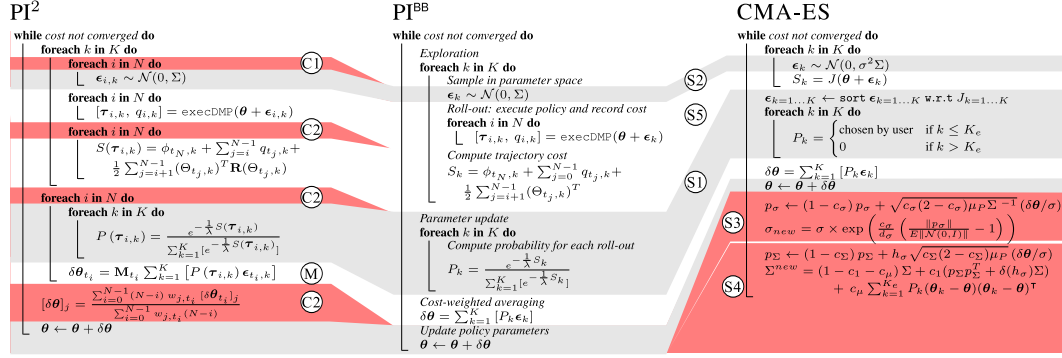 PI²
while cost not converged do
foreach k in K do
foreach i in N do
ϵ_{i,k} ∼ 𝒩(0, Σ)
foreach i in N do
[τ_{i,k}, q_{i,k}] = execDMP(θ + ϵ_{i,k})
foreach i in N do
S(τ_{i,k}) = ϕ_{t_N,k} + ∑_{j=i}^{N−1} q_{t_j,k} +
½ ∑_{j=i+1}^{N−1} (Θ_{t_j,k})^T R(Θ_{t_j,k})
foreach i in N do
foreach k in K do
P(τ_{i,k}) = e^{−(1/λ) S(τ_{i,k})} / ∑_{k=1}^{K} [e^{−(1/λ) S(τ_{i,k})}]
δθ_{t_i} = M_{t_i} ∑_{k=1}^{K} [P(τ_{i,k}) ϵ_{t_i,k}]
[δθ]_j = ∑_{i=0}^{N−1} (N−i) w_{j,t_i} [δθ_{t_i}]_j / ∑_{i=0}^{N−1} w_{j,t_i} (N−i)
θ ← θ + δθ
C1
C2
C2
M
C2
PI^{BB}
while cost not converged do
Exploration
foreach k in K do
Sample in parameter space
ϵ_k ∼ 𝒩(0, Σ)
Roll-out: execute policy and record cost
foreach i in N do
[τ_{i,k}, q_{i,k}] = execDMP(θ + ϵ_k)
Compute trajectory cost
S_k = ϕ_{t_N,k} + ∑_{j=0}^{N−1} q_{t_j,k} +
½ ∑_{j=i+1}^{N−1} (Θ_{t_j,k})^T
Parameter update
foreach k in K do
Compute probability for each roll-out
P_k = e^{−(1/λ) S_k} / ∑_{k=1}^{K} [e^{−(1/λ) S_k}]
Cost-weighted averaging
δθ = ∑_{k=1}^{K} [P_k ϵ_k]
Update policy parameters
θ ← θ + δθ
S2
S5
S1
S3
S4
CMA-ES
while cost not converged do
foreach k in K do
ϵ_k ∼ 𝒩(0, σ²Σ)
S_k = J(θ + ϵ_k)
ϵ_{k=1...K} ← sort ϵ_{k=1...K} w.r.t J_{k=1...K}
foreach k in K do
P_k = { chosen by user if k ≤ K_e
0 if k > K_e
δθ = ∑_{k=1}^{K} [P_k ϵ_k]
θ ← θ + δθ
p_σ ← (1 − c_σ) p_σ + √(c_σ(2 − c_σ)μ_P Σ^{−1}) (δθ/σ)
σ_{new} = σ × exp( (c_σ/d_σ) ( ‖p_σ‖ / E‖𝒩(0,I)‖ − 1 ) )
p_Σ ← (1 − c_Σ) p_Σ + h_σ √(c_Σ(2 − c_Σ)μ_P) (δθ/σ)
Σ^{new} = (1 − c_1 − c_μ) Σ + c_1(p_Σ p_Σ^T + δ(h_σ)Σ)
+ c_μ ∑_{k=1}^{K_e} P_k(θ_k − θ)(θ_k − θ)^⊤